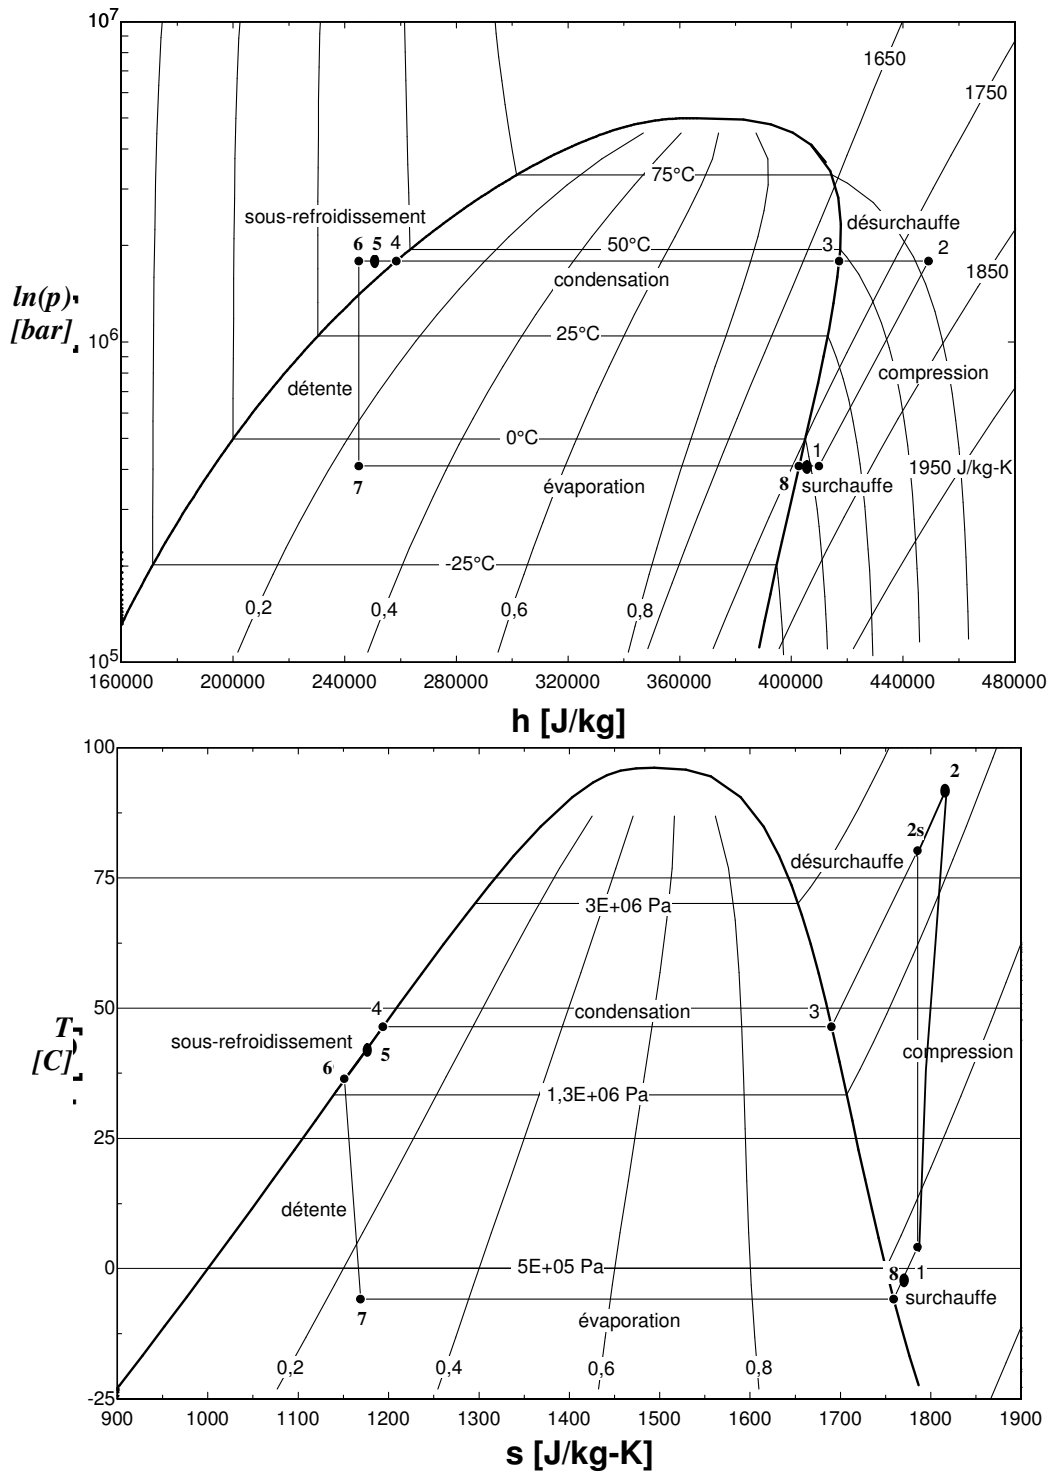 10⁷
1650
1750
75°C
sous-refroidissement
désurchauffe
6 5 4
50°C
3
2
condensation
1850
ln(p)
[bar]
10⁶
25°C
compression
détente
0°C
1
1950 J/kg-K
7
évaporation
8 surchauffe
-25°C
0,2
0,4
0,6
0,8
10⁵
160000 200000 240000 280000 320000 360000 400000 440000 480000
h [J/kg]
100
2
2s
désurchauffe
75
3E+06 Pa
50
4
condensation
3
T
[C]
sous-refroidissement
5
compression
6
1,3E+06 Pa
25
détente
0
5E+05 Pa
8 1
surchauffe
7
évaporation
0,2
0,4
0,6
0,8
-25
900 1000 1100 1200 1300 1400 1500 1600 1700 1800 1900
s [J/kg-K]